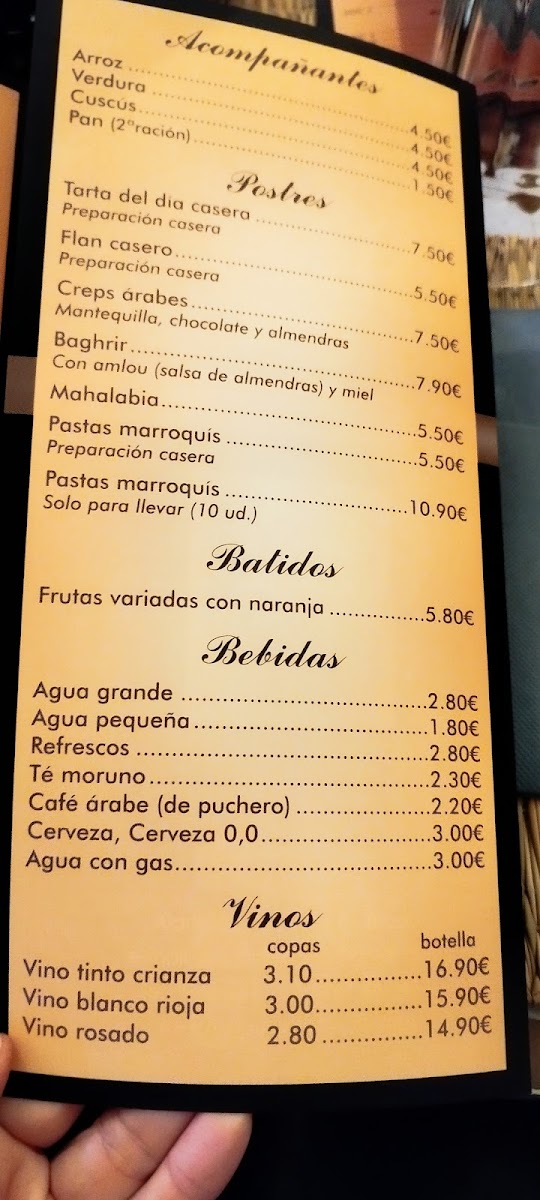 Acompañantes
Arroz ........................................ 4.50€
Verdura ........................................ 4.50€
Cuscús ........................................ 4.50€
Pan (2ªración) ........................................ 1.50€
Postres
Tarta del dia casera ........................ 7.50€
Preparación casera
Flan casero ........................ 5.50€
Preparación casera
Creps árabes ........................ 7.50€
Mantequilla, chocolate y almendras
Baghrir ........................ 7.90€
Con amlou (salsa de almendras) y miel
Mahalabia ........................ 5.50€
Pastas marroquís ........................ 5.50€
Preparación casera
Pastas marroquís ........................ 10.90€
Solo para llevar (10 ud.)
Batidos
Frutas variadas con naranja ............... 5.80€
Bebidas
Agua grande ........................ 2.80€
Agua pequeña ........................ 1.80€
Refrescos ........................ 2.80€
Té moruno ........................ 2.30€
Café árabe (de puchero) ................. 2.20€
Cerveza, Cerveza 0,0 ........................ 3.00€
Agua con gas ........................ 3.00€
Vinos
copas botella
Vino tinto crianza 3.10 ............... 16.90€
Vino blanco rioja 3.00 ............... 15.90€
Vino rosado 2.80 ............... 14.90€